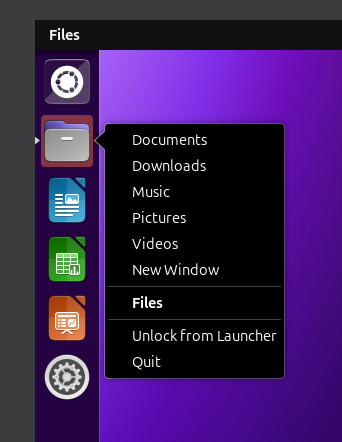 Files
Documents
Downloads
Music
Pictures
Videos
New Window
Files
Unlock from Launcher
Quit